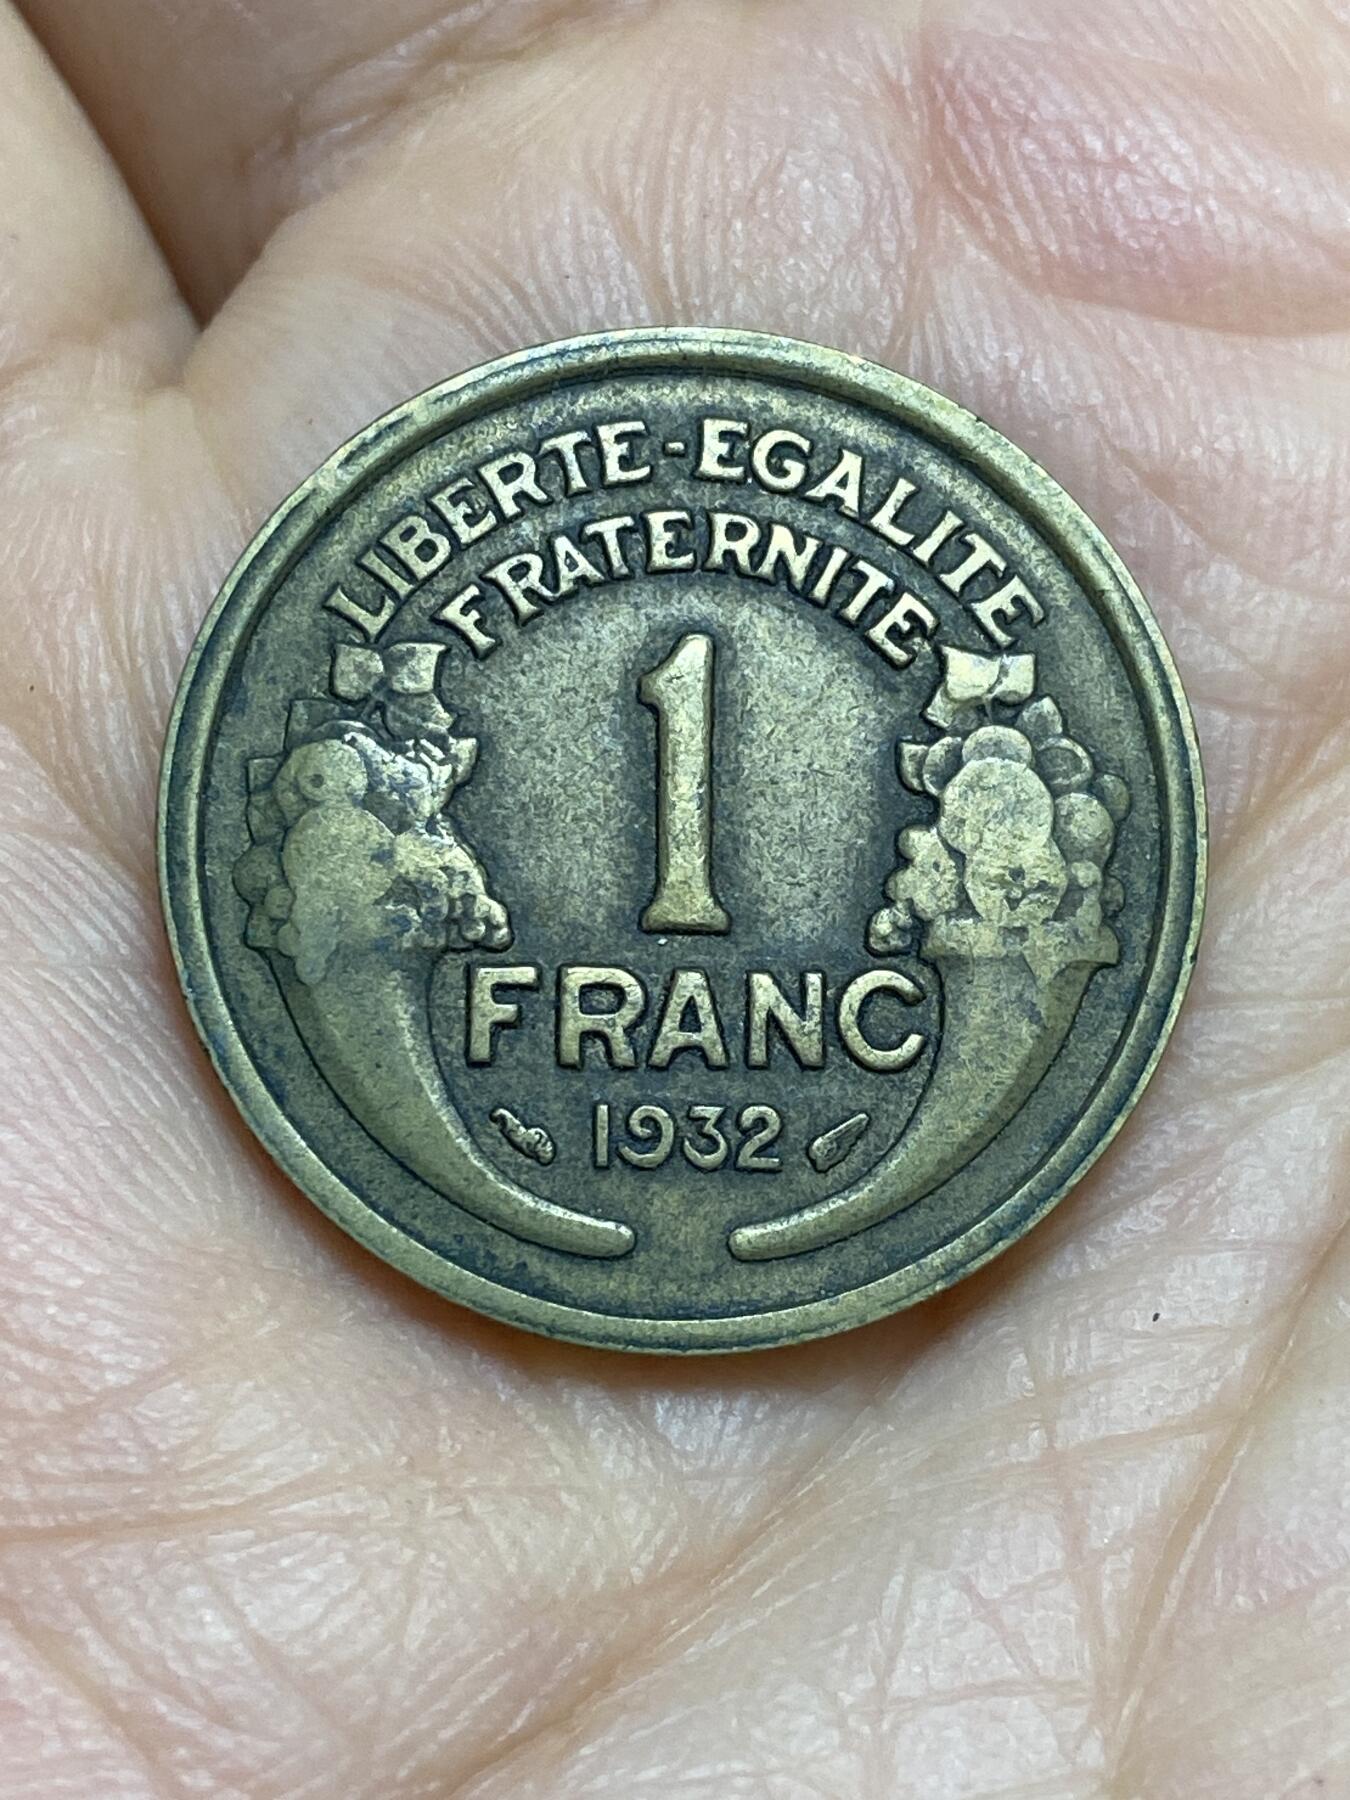 LIBERTE-EGALITE
FRATERNITE
1
FRANC
1932